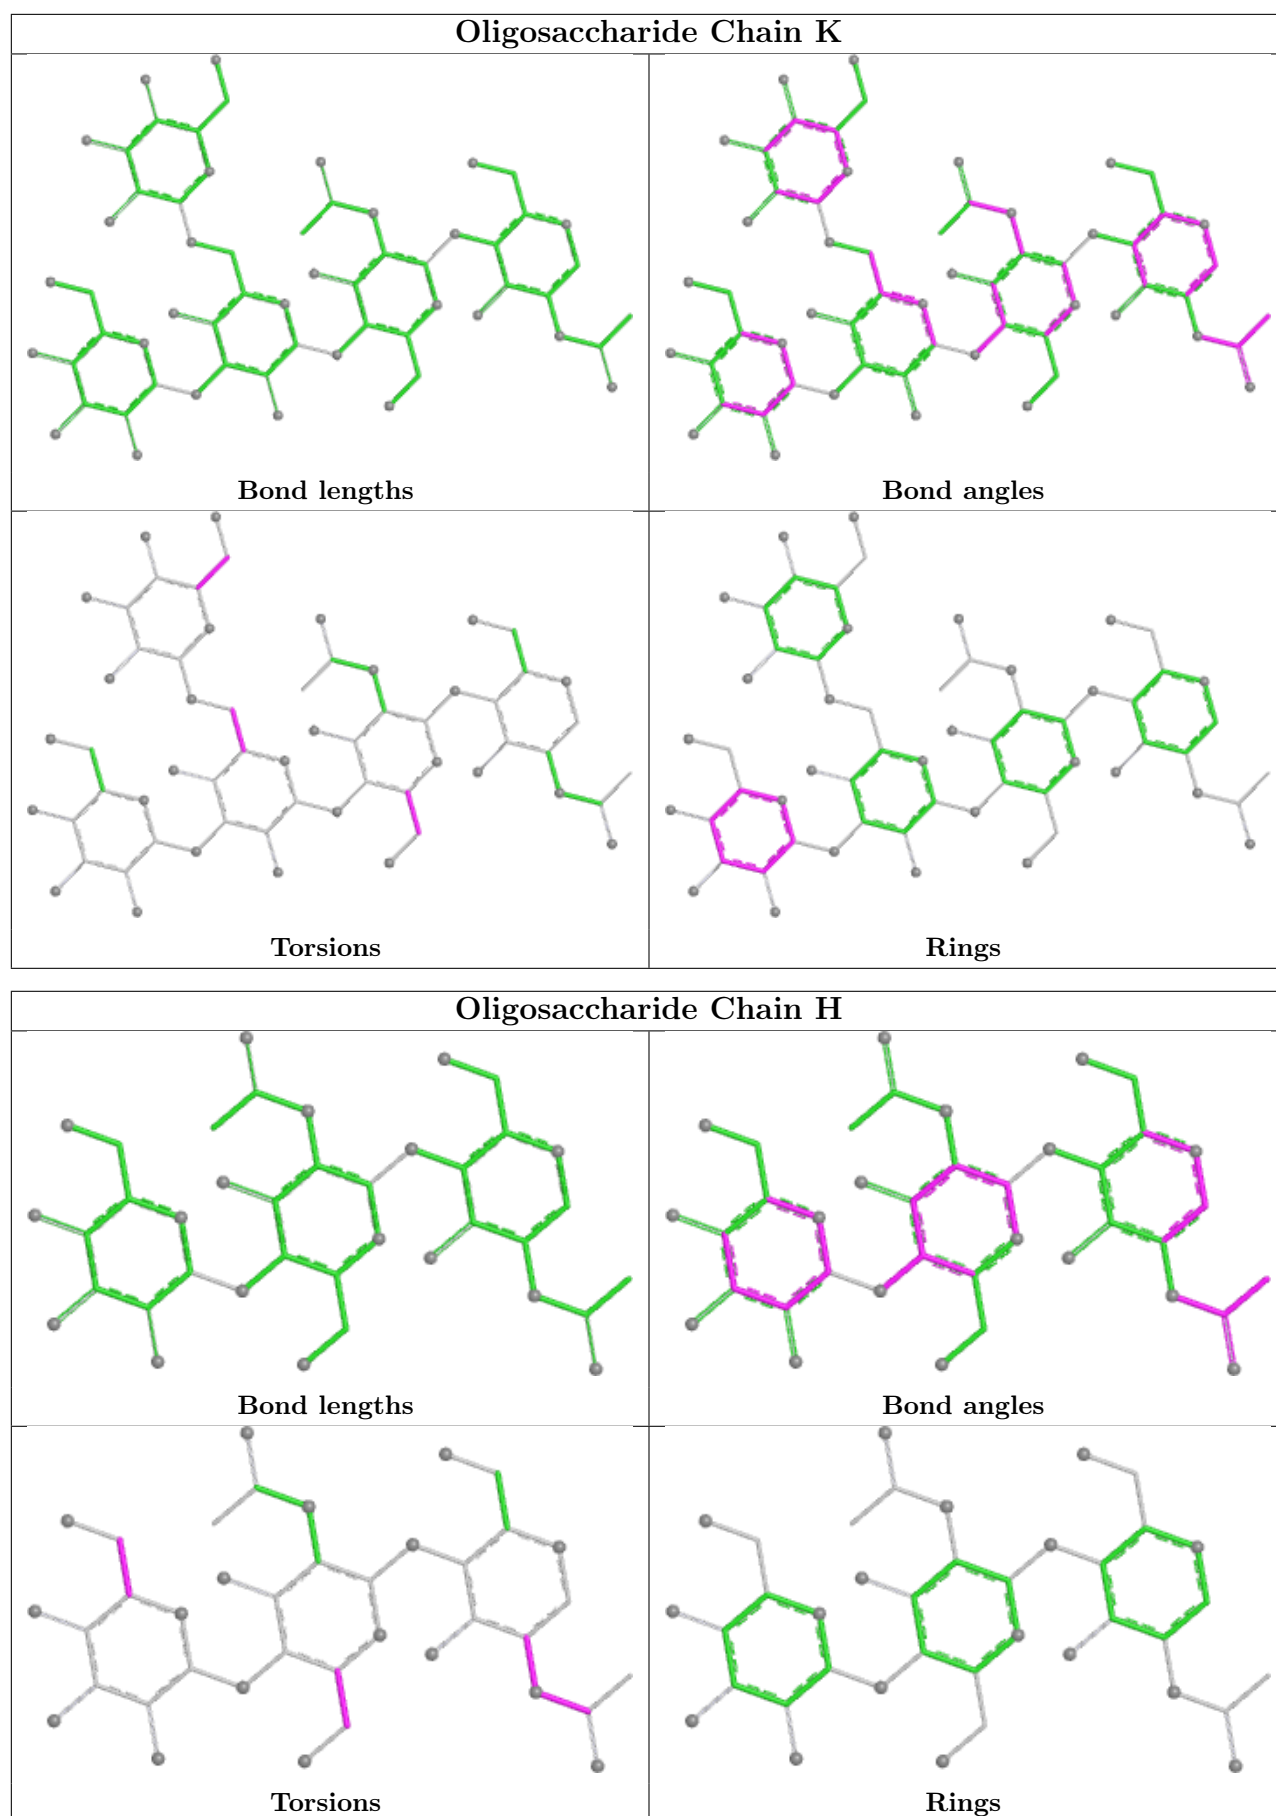 Oligosaccharide Chain K
Bond lengths
Bond angles
Torsions
Rings
Oligosaccharide Chain H
Bond lengths
Bond angles
Torsions
Rings